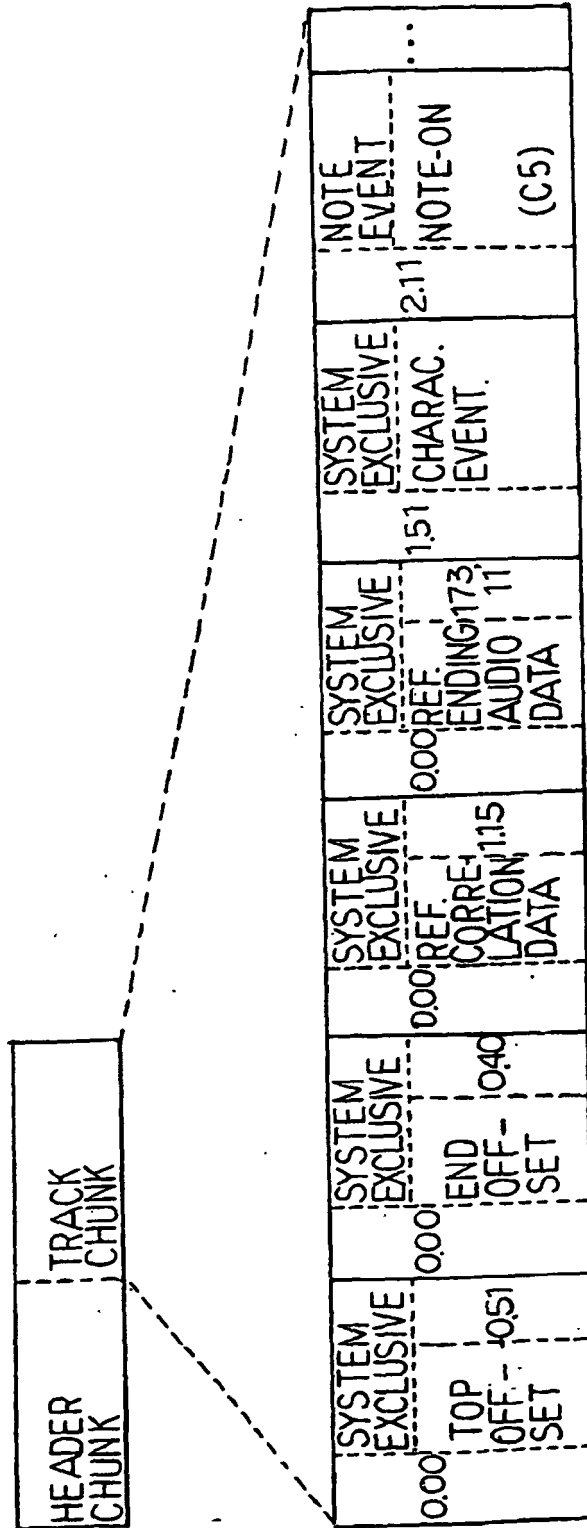 HEADER
CHUNK
TRACK
CHUNK
0.00
SYSTEM
EXCLUSIVE
TOP
OFF-
SET
-0.51
0.00
SYSTEM
EXCLUSIVE
END
OFF-
SET
0.40
0.00
SYSTEM
EXCLUSIVE
REF.
CORRE-
LATION
DATA
1.15
0.00
SYSTEM
EXCLUSIVE
REF.
ENDING
AUDIO
DATA
173,
11
1.51
SYSTEM
EXCLUSIVE
CHARAC.
EVENT.
2.11
NOTE
EVENT
NOTE-ON
(C5)
...